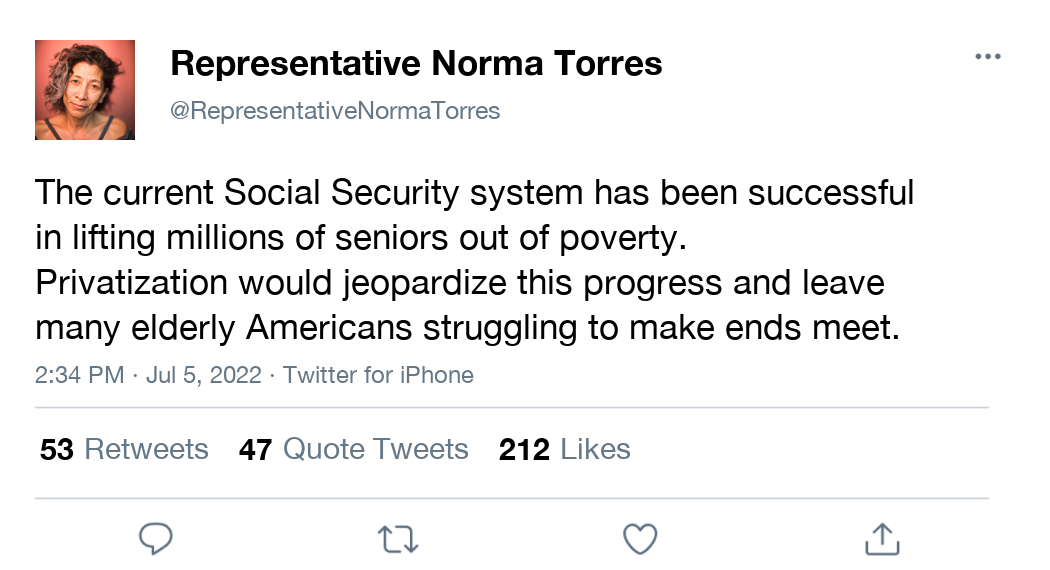 Representative Norma Torres
@RepresentativeNormaTorres
The current Social Security system has been successful
in lifting millions of seniors out of poverty.
Privatization would jeopardize this progress and leave
many elderly Americans struggling to make ends meet.
2:34 PM · Jul 5, 2022 · Twitter for iPhone
53 Retweets 47 Quote Tweets 212 Likes